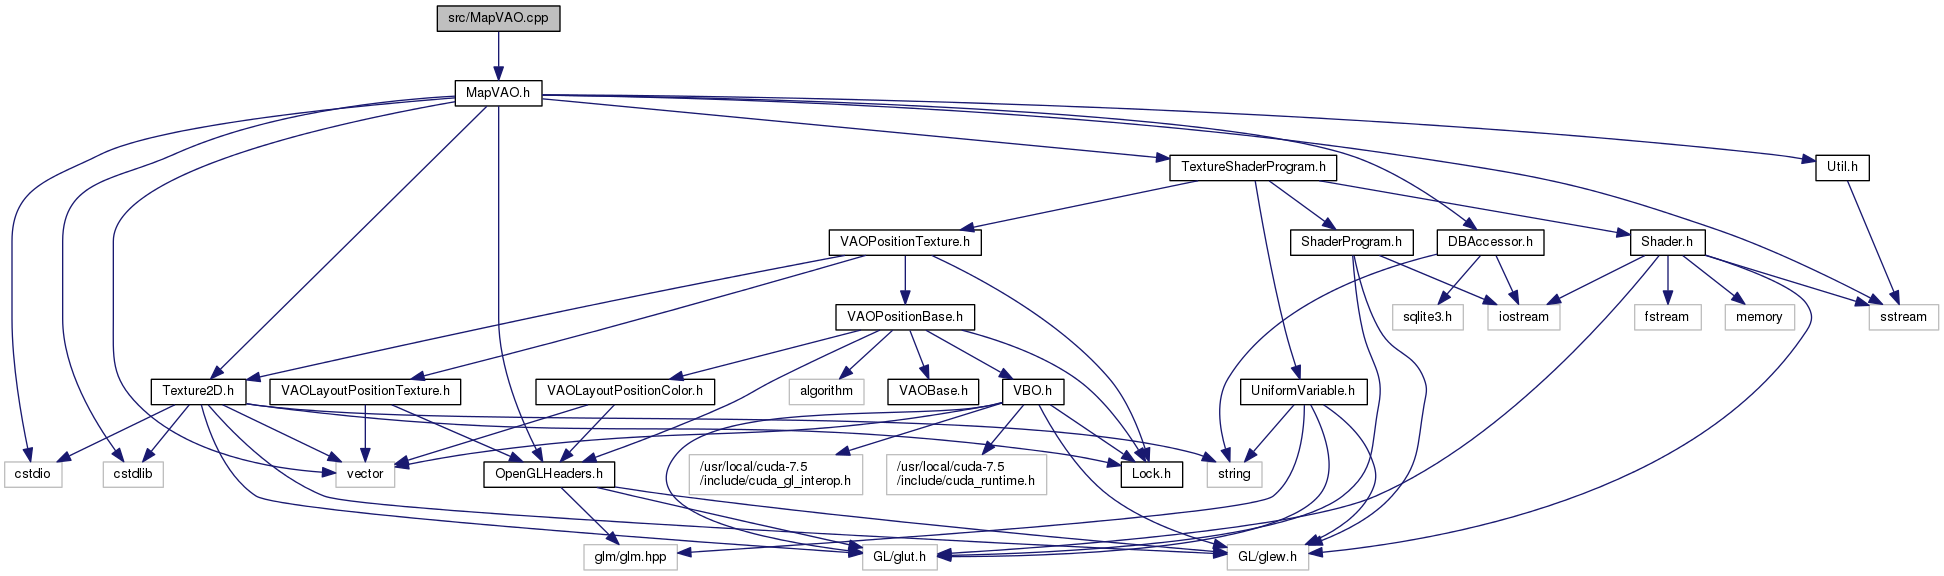 src/MapVAO.cpp
MapVAO.h
TextureShaderProgram.h
Util.h
VAOPositionTexture.h
ShaderProgram.h
DBAccessor.h
Shader.h
VAOPositionBase.h
sqlite3.h
iostream
fstream
memory
sstream
Texture2D.h
VAOLayoutPositionTexture.h
VAOLayoutPositionColor.h
algorithm
VAOBase.h
VBO.h
UniformVariable.h
cstdio
cstdlib
vector
OpenGLHeaders.h
/usr/local/cuda-7.5
/include/cuda_gl_interop.h
/usr/local/cuda-7.5
/include/cuda_runtime.h
Lock.h
string
glm/glm.hpp
GL/glut.h
GL/glew.h